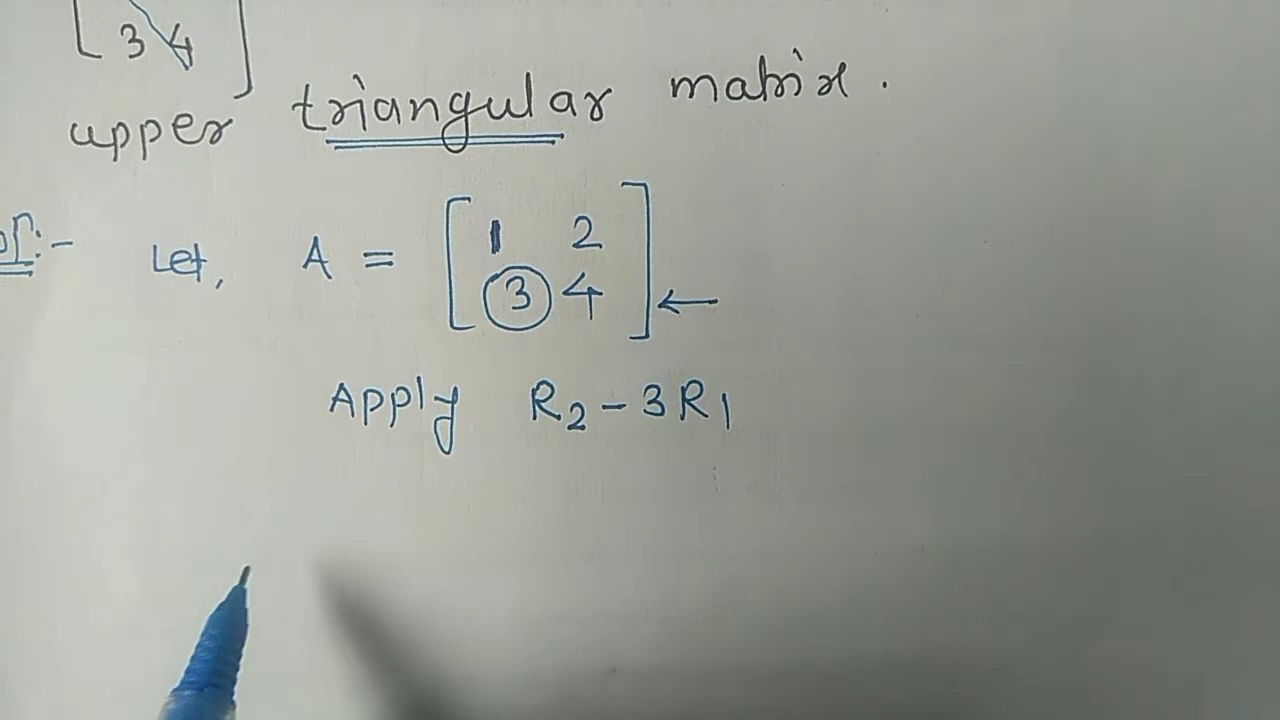 [ 3 4 ]
upper triangular matrix.
Let, A = [ 1 2
3 4 ] ←
Apply R₂ - 3R₁